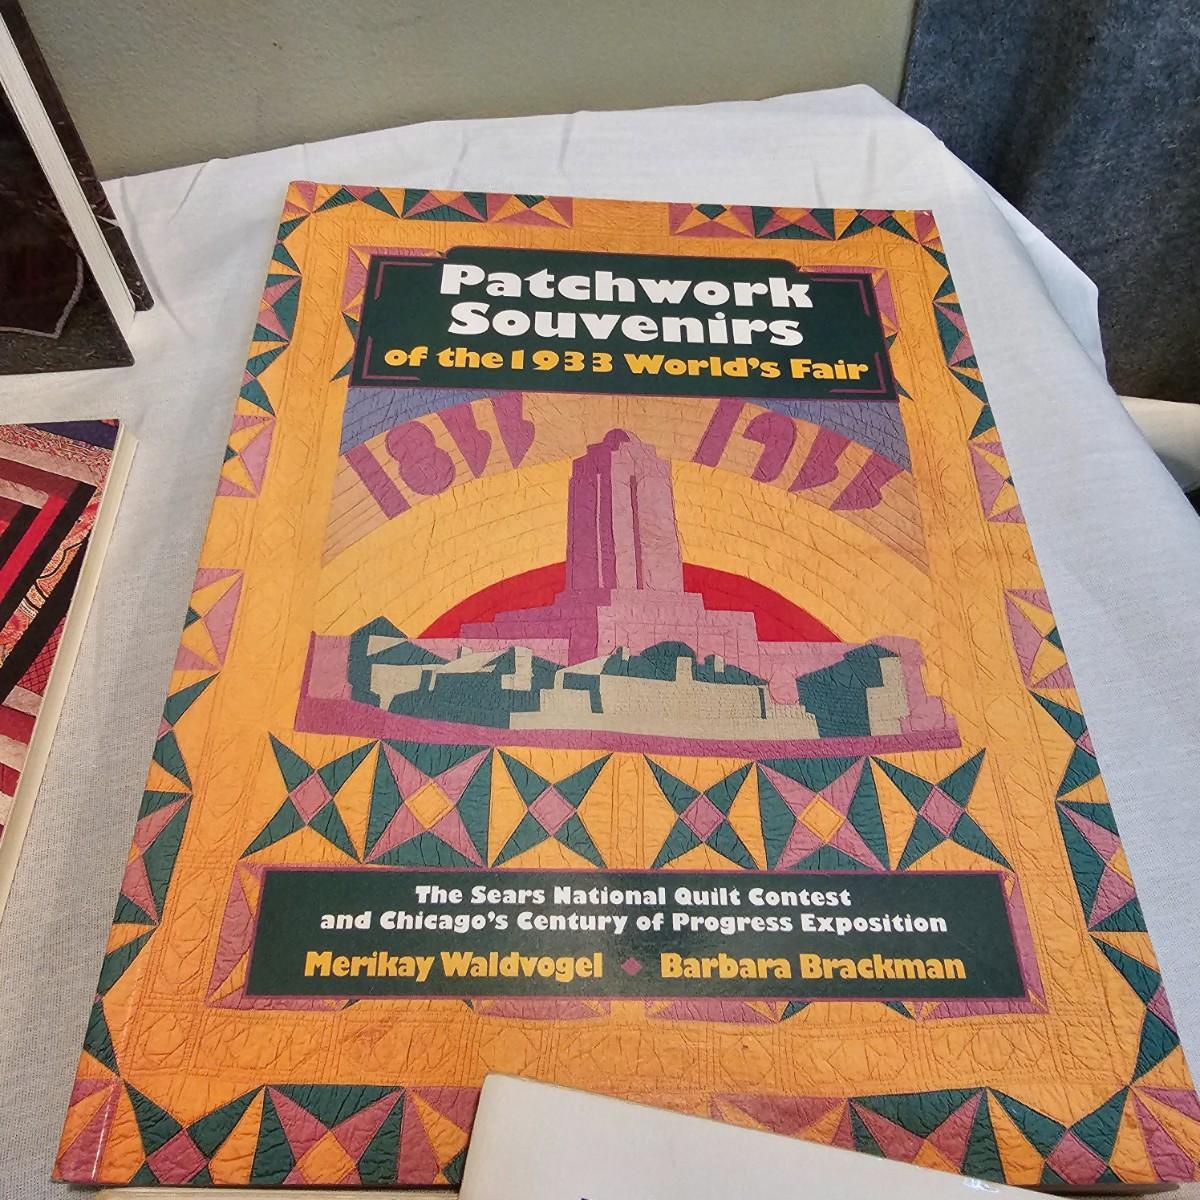 Patchwork
Souvenirs
of the 1933 World's Fair
1833 1933
The Sears National Quilt Contest
and Chicago's Century of Progress Exposition
Merikay Waldvogel ◆ Barbara Brackman